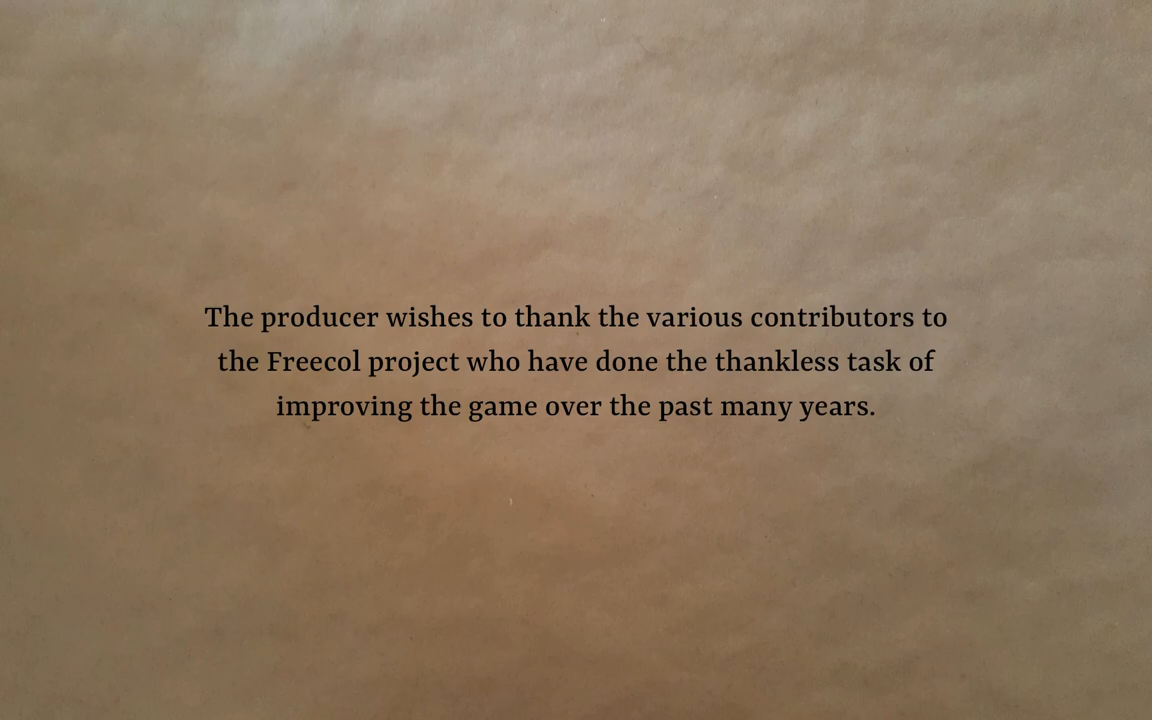 The producer wishes to thank the various contributors to
the Freecol project who have done the thankless task of
improving the game over the past many years.